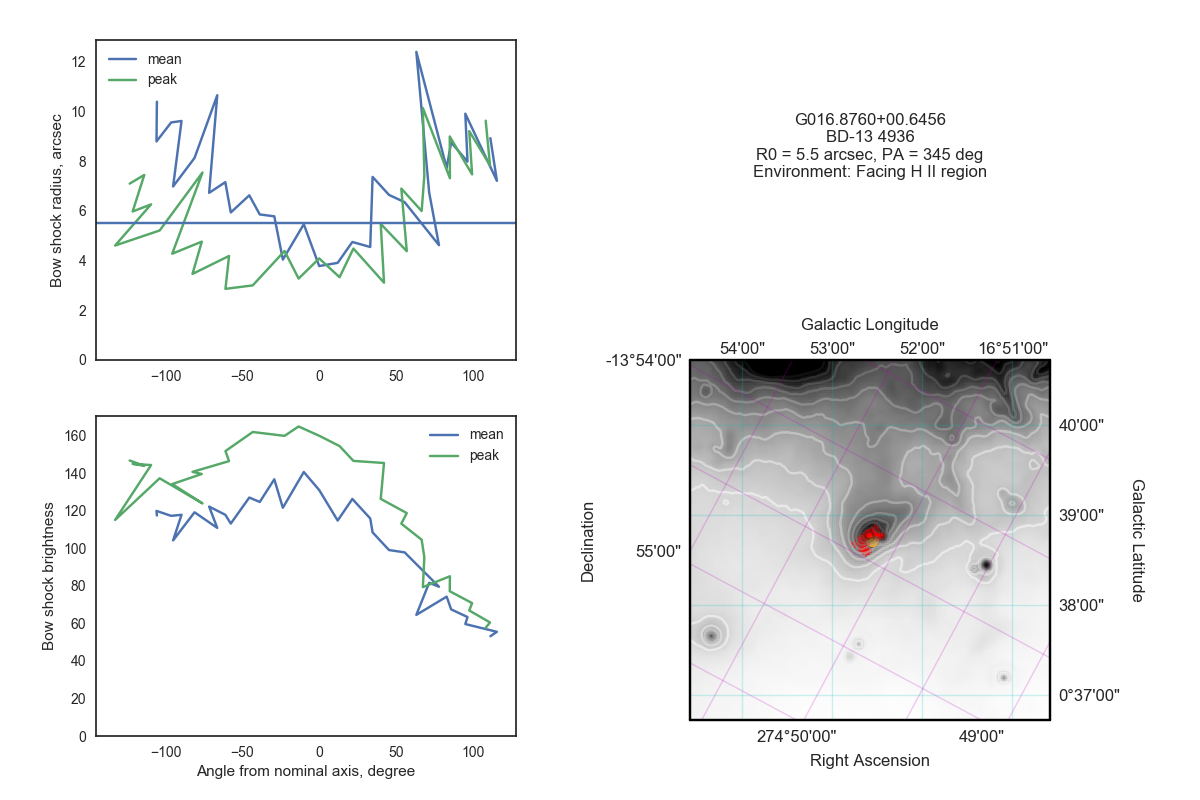 mean
peak
Bow shock radius, arcsec
12
10
8
6
4
2
0
−100
−50
0
50
100
mean
peak
Bow shock brightness
160
140
120
100
80
60
40
20
0
−100
−50
0
50
100
Angle from nominal axis, degree
G016.8760+00.6456
BD-13 4936
R0 = 5.5 arcsec, PA = 345 deg
Environment: Facing H II region
Galactic Longitude
54'00"
53'00"
52'00"
16°51'00"
-13°54'00"
55'00"
Declination
40'00"
39'00"
38'00"
0°37'00"
Galactic Latitude
274°50'00"
49'00"
Right Ascension